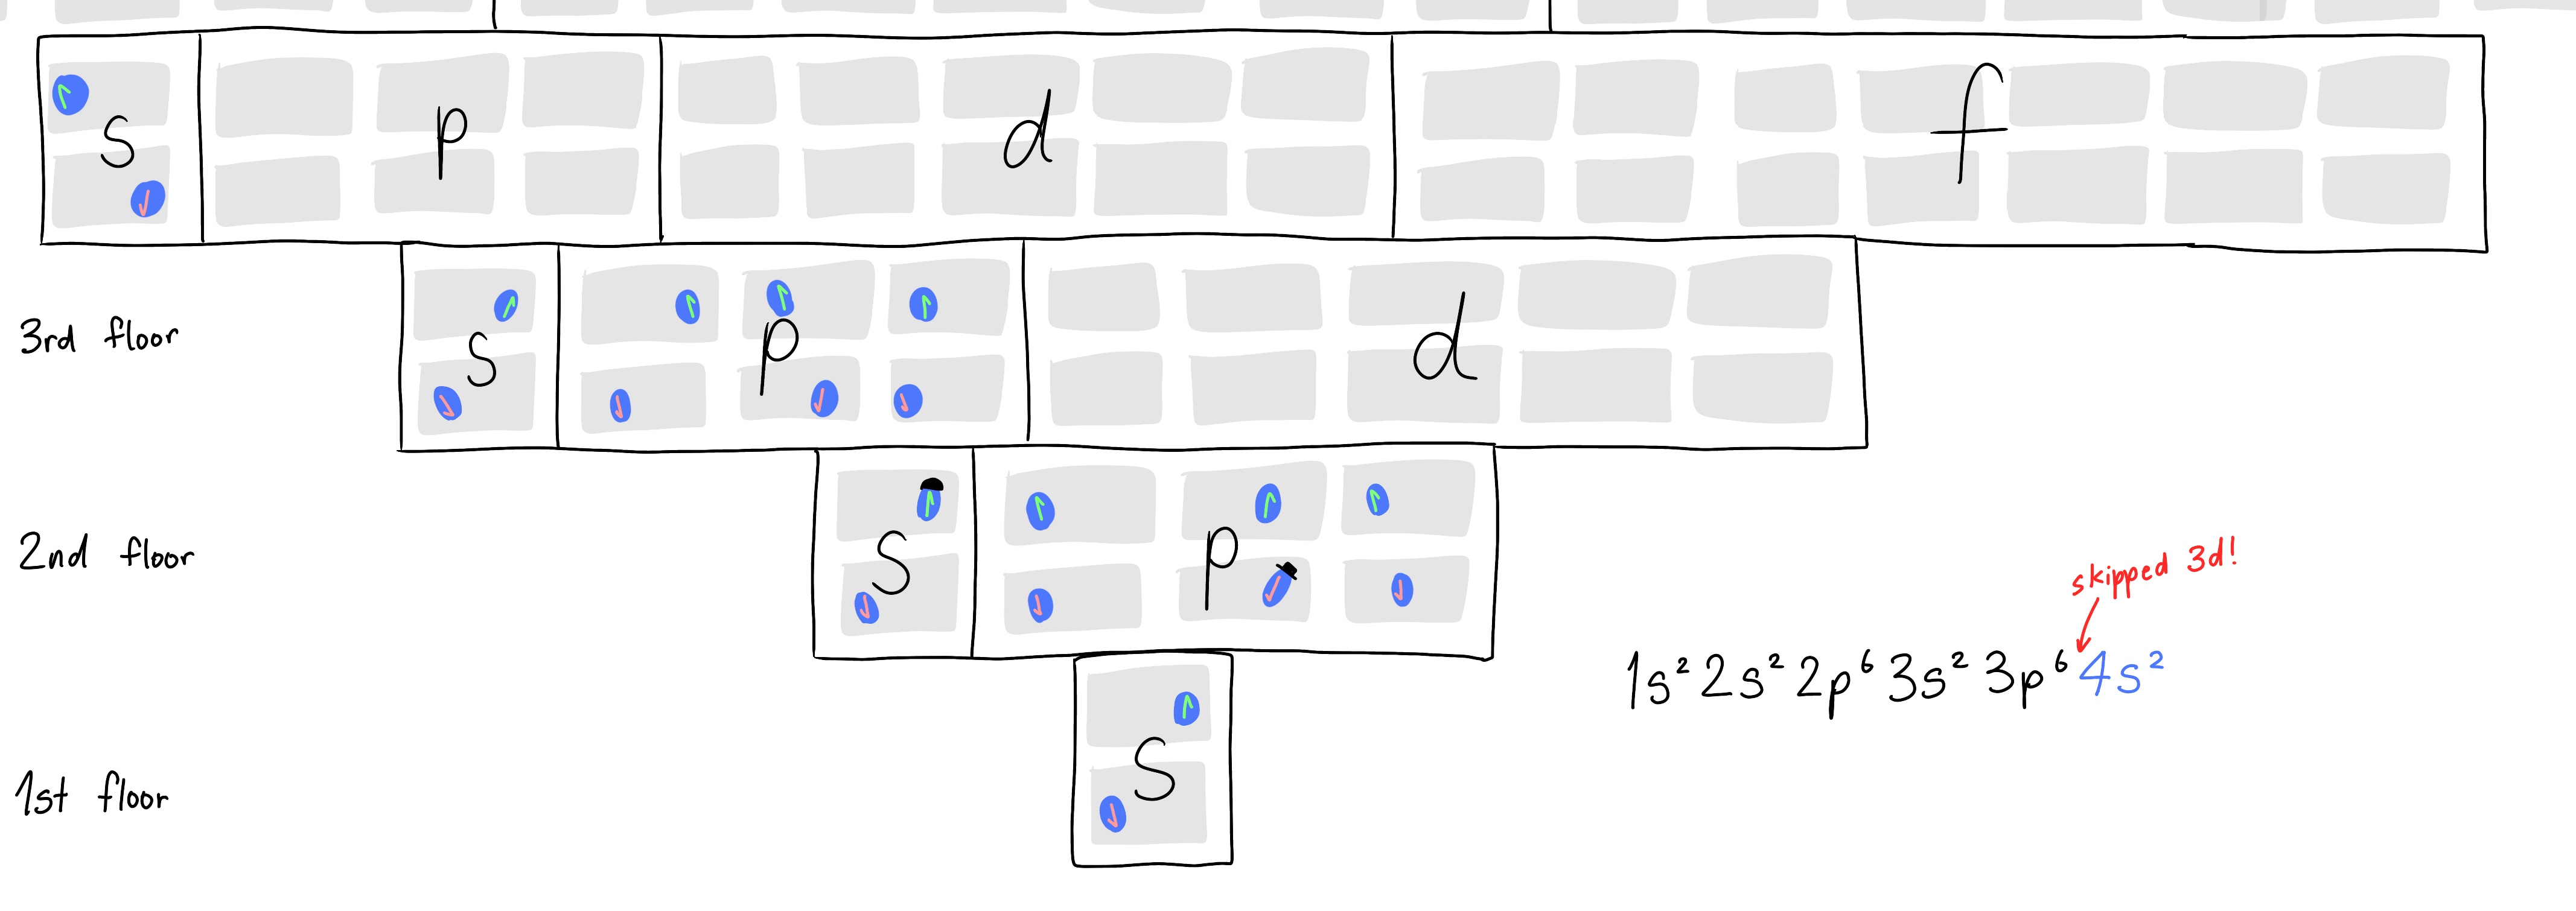 s p d f
3rd floor
s p d
2nd floor
s p
skipped 3d!
1s² 2s² 2p⁶ 3s² 3p⁶ 4s²
1st floor
s